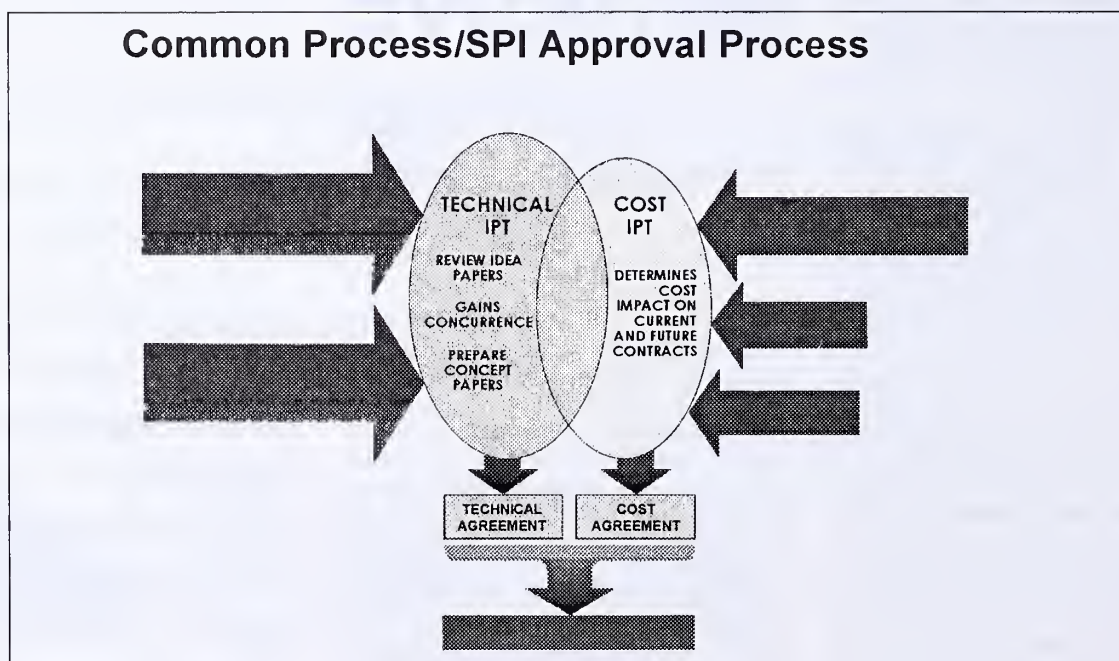 Common Process/SPI Approval Process
TECHNICAL
IPT
REVIEW IDEA
PAPERS
GAINS
CONCURRENCE
PREPARE
CONCEPT
PAPERS
COST
IPT
DETERMINES
COST
IMPACT ON
CURRENT
AND FUTURE
CONTRACTS
TECHNICAL
AGREEMENT
COST
AGREEMENT